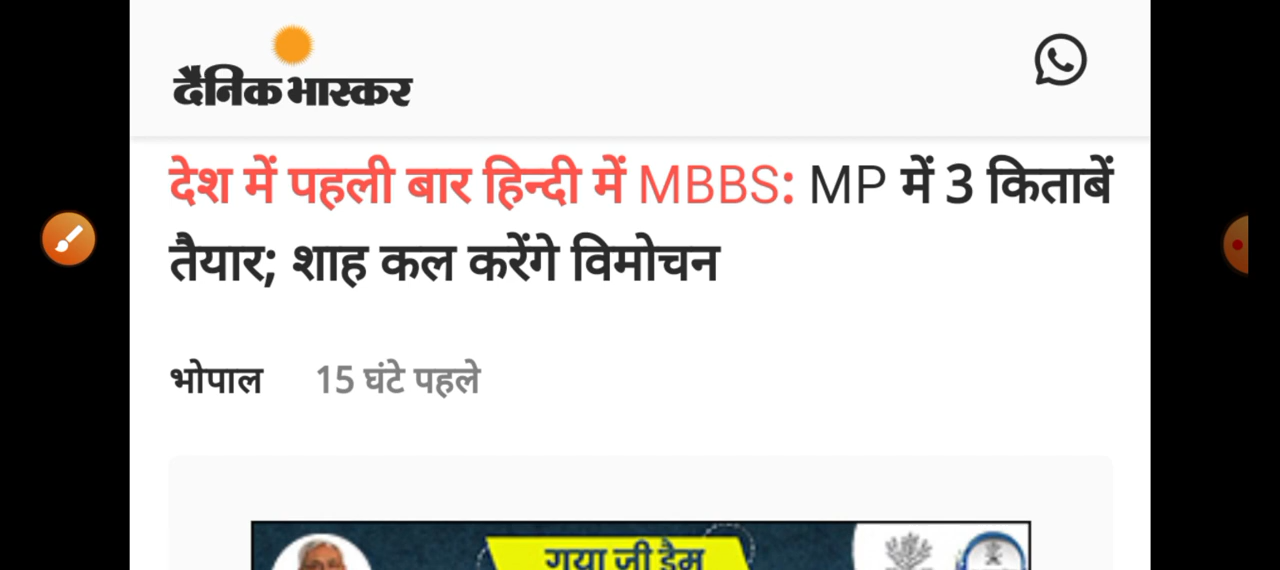 दैनिक भास्कर
देश में पहली बार हिन्दी में MBBS: MP में 3 किताबें
तैयार; शाह कल करेंगे विमोचन
भोपाल 15 घंटे पहले
गया जी डैम